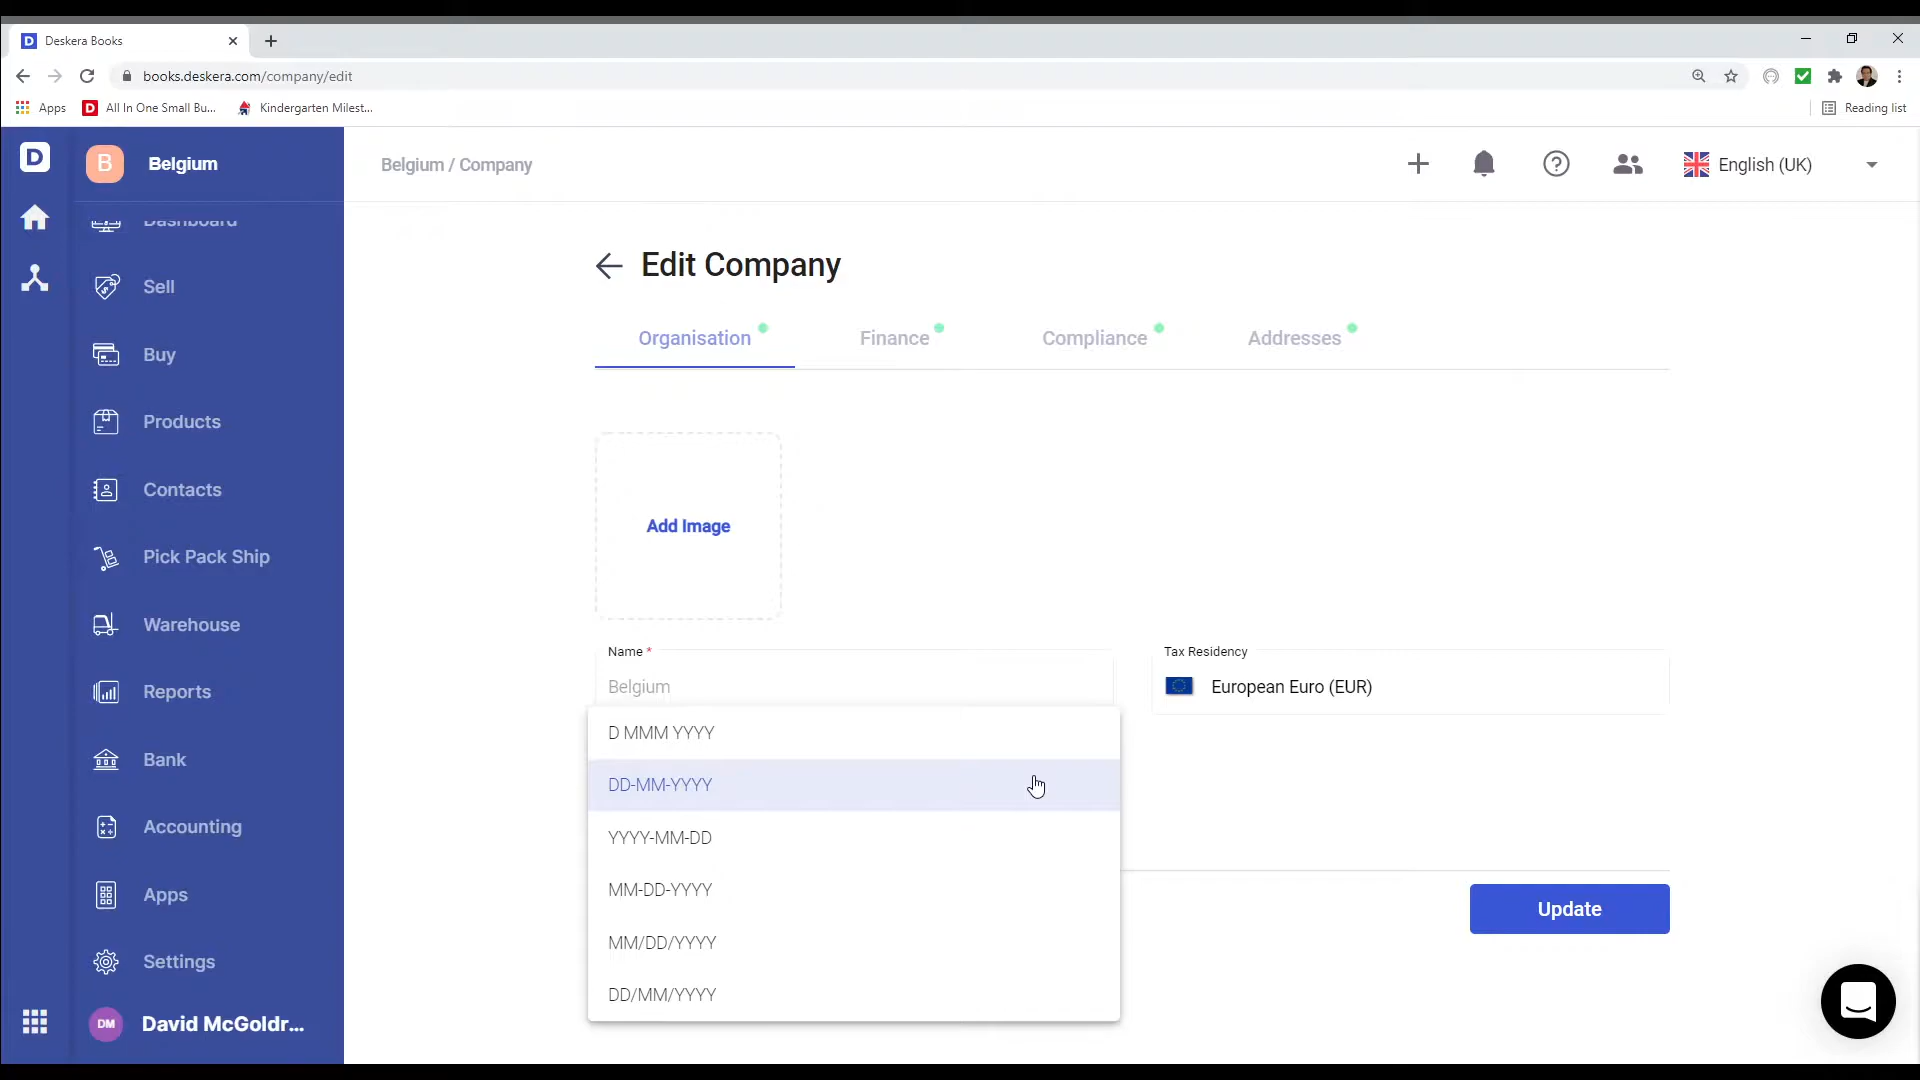 Deskera Books
books.deskera.com/company/edit
Apps
All In One Small Bu...
Kindergarten Milest...
Reading list
D
B
Belgium
Belgium / Company
English (UK)
Dashboard
Sell
Buy
Products
Contacts
Pick Pack Ship
Warehouse
Reports
Bank
Accounting
Apps
Settings
DM
David McGoldr...
Edit Company
Organisation
Finance
Compliance
Addresses
Add Image
Name *
Belgium
Tax Residency
European Euro (EUR)
D MMM YYYY
DD-MM-YYYY
YYYY-MM-DD
MM-DD-YYYY
MM/DD/YYYY
DD/MM/YYYY
Update